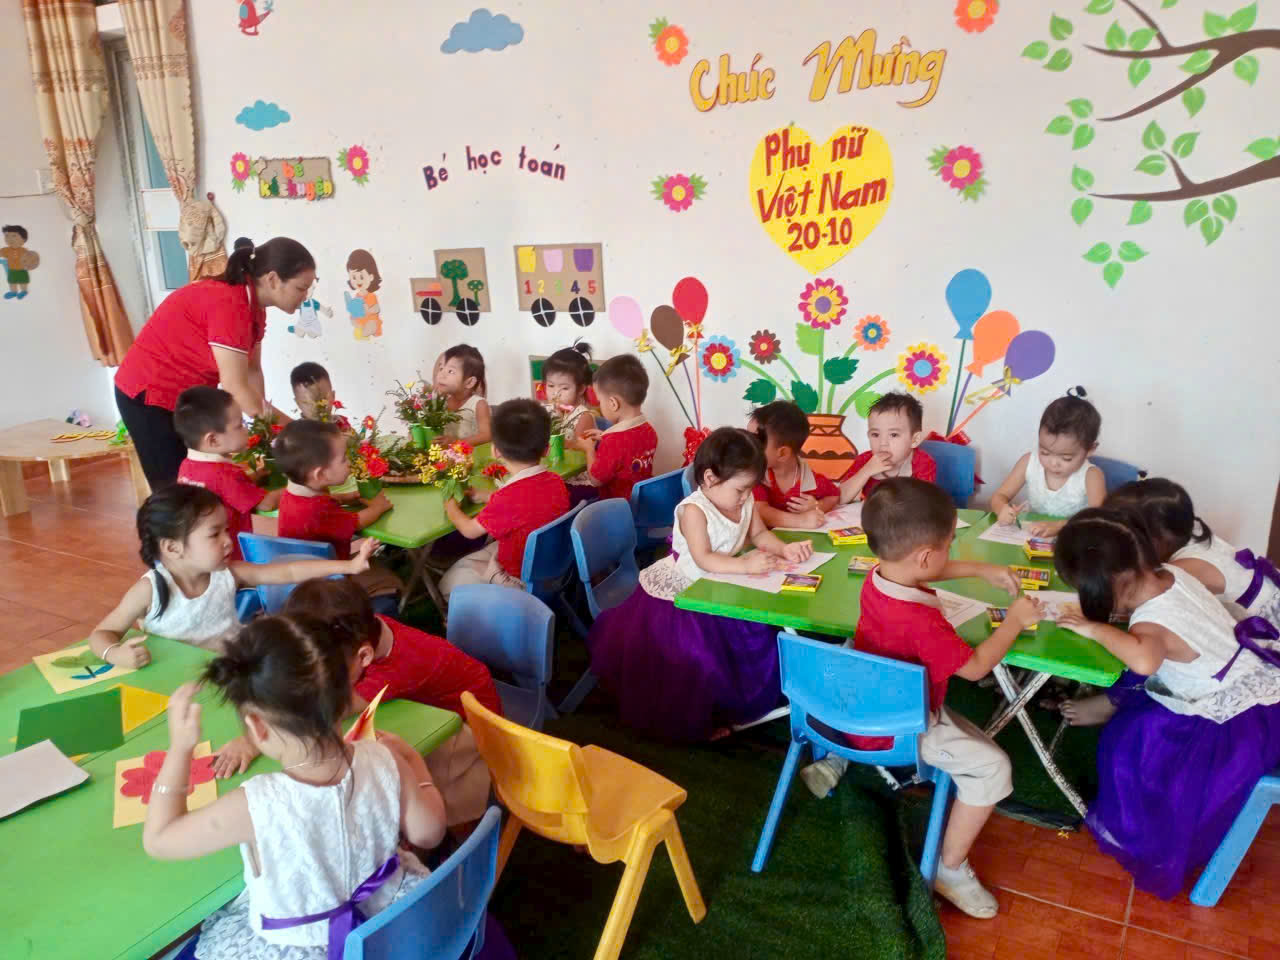 Chúc Mừng
Phụ nữ
Việt Nam
20-10
Bé học toán
bé
kể chuyện
1 2 3 4 5